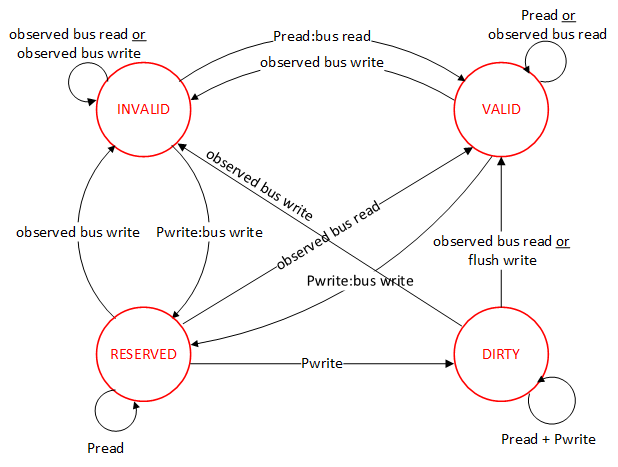 observed bus read or
observed bus write
Pread:bus read
observed bus write
Pread or
observed bus read
INVALID
VALID
observed bus write
observed bus read
observed bus write
Pwrite:bus write
observed bus read or
flush write
Pwrite:bus write
RESERVED
DIRTY
Pwrite
Pread
Pread + Pwrite